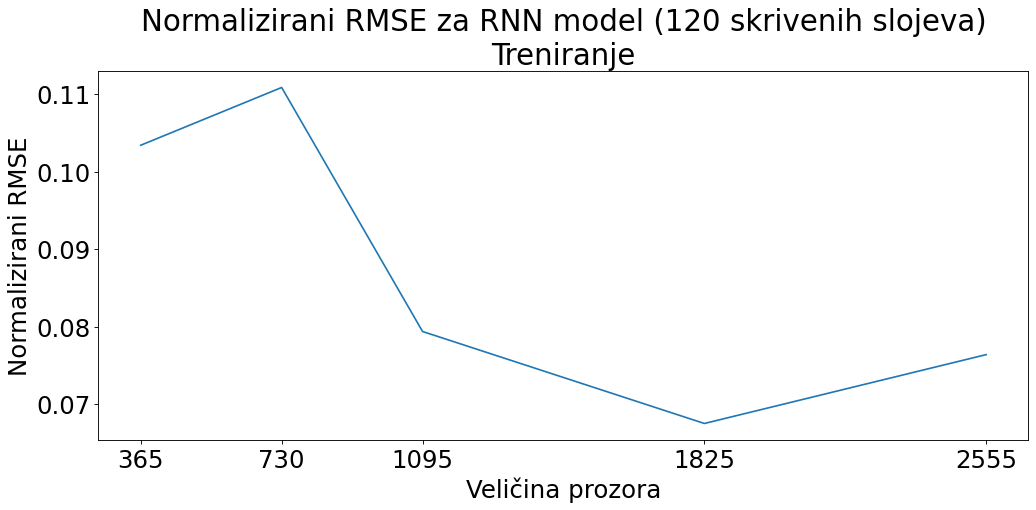 Normalizirani RMSE za RNN model (120 skrivenih slojeva)
Treniranje
Normalizirani RMSE
0.11
0.10
0.09
0.08
0.07
365 730 1095 1825 2555
Veličina prozora